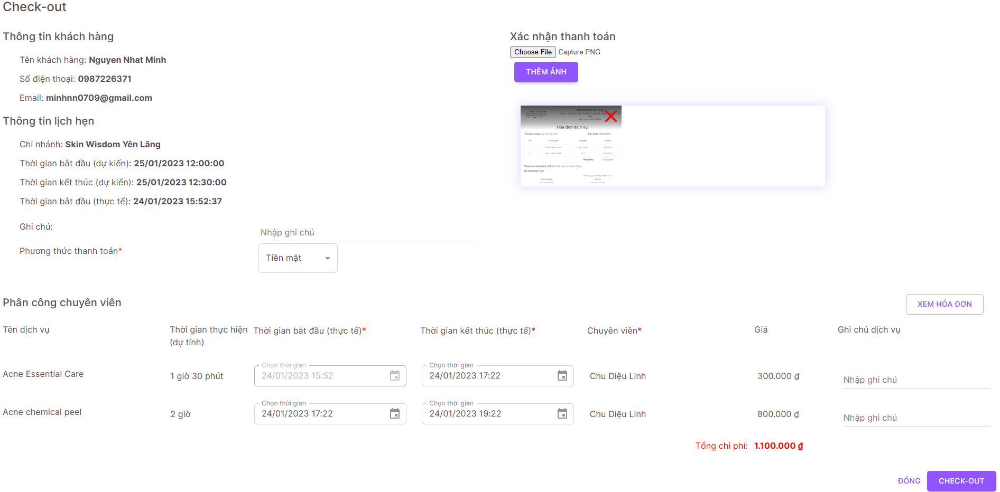 Check-out
Thông tin khách hàng
Tên khách hàng: Nguyen Nhat Minh
Số điện thoại: 0987226371
Email: minhnn0709@gmail.com
Thông tin lịch hẹn
Chi nhánh: Skin Wisdom Yên Lãng
Thời gian bắt đầu (dự kiến): 25/01/2023 12:00:00
Thời gian kết thúc (dự kiến): 25/01/2023 12:30:00
Thời gian bắt đầu (thực tế): 24/01/2023 15:52:37
Ghi chú:
Nhập ghi chú
Phương thức thanh toán*
Tiền mặt
Xác nhận thanh toán
Choose File Capture.PNG
THÊM ẢNH
Hóa đơn dịch vụ
Tổng cộng: 1.100.000 ₫
Xác nhận thanh toán
Phân công chuyên viên
XEM HÓA ĐƠN
Tên dịch vụ
Thời gian thực hiện
(dự tính)
Thời gian bắt đầu (thực tế)*
Thời gian kết thúc (thực tế)*
Chuyên viên*
Giá
Ghi chú dịch vụ
Acne Essential Care
1 giờ 30 phút
Chọn thời gian
24/01/2023 15:52
Chọn thời gian
24/01/2023 17:22
Chu Diệu Linh
300.000 ₫
Nhập ghi chú
Acne chemical peel
2 giờ
Chọn thời gian
24/01/2023 17:22
Chọn thời gian
24/01/2023 19:22
Chu Diệu Linh
800.000 ₫
Nhập ghi chú
Tổng chi phí: 1.100.000 ₫
ĐÓNG
CHECK-OUT